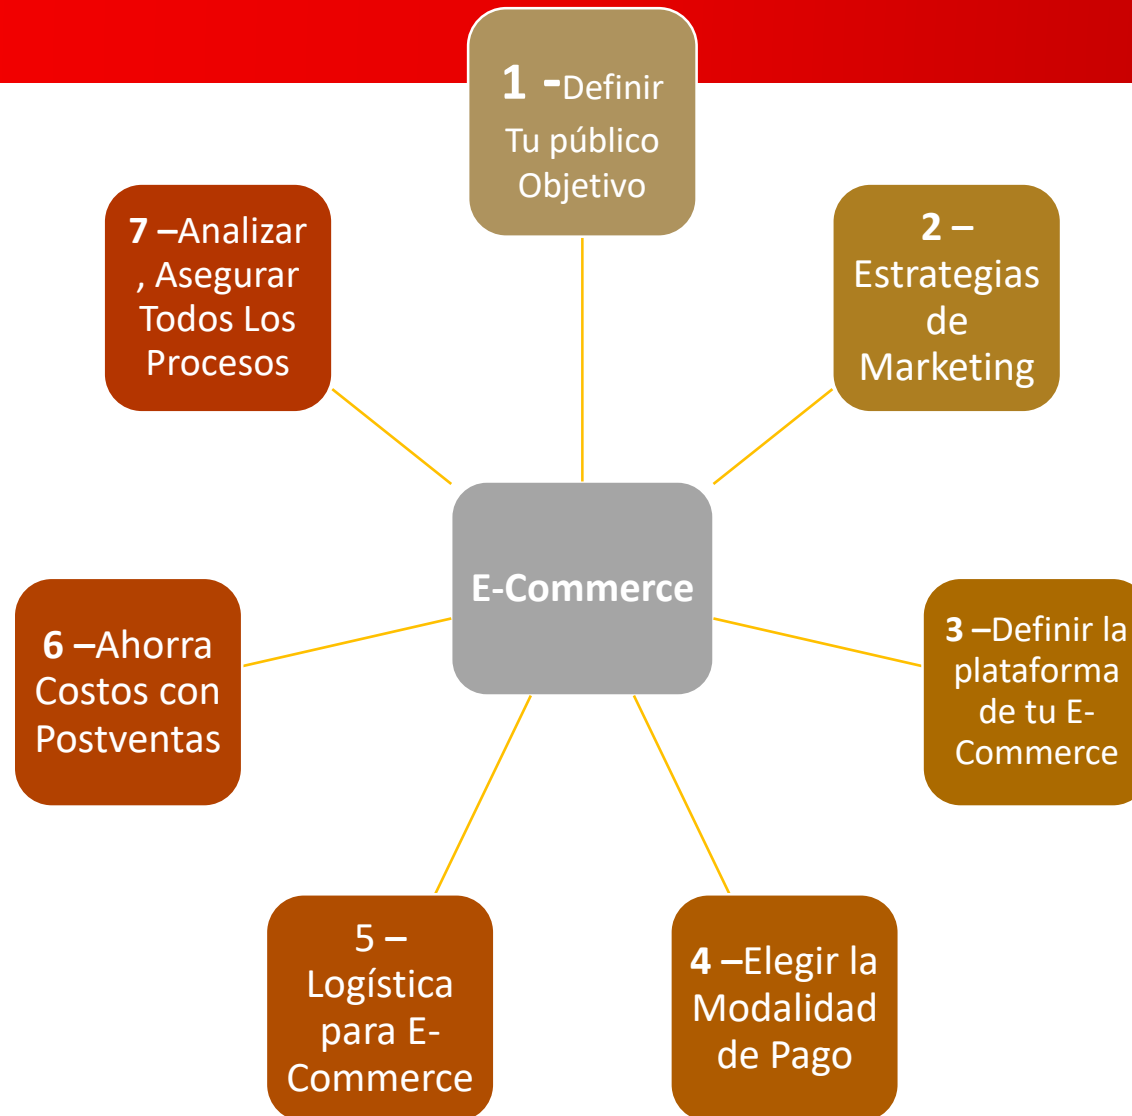 1 -Definir
Tu público
Objetivo
2 –
Estrategias
de
Marketing
3 –Definir la
plataforma
de tu E-
Commerce
4 –Elegir la
Modalidad
de Pago
5 –
Logística
para E-
Commerce
6 –Ahorra
Costos con
Postventas
7 –Analizar
, Asegurar
Todos Los
Procesos
E-Commerce